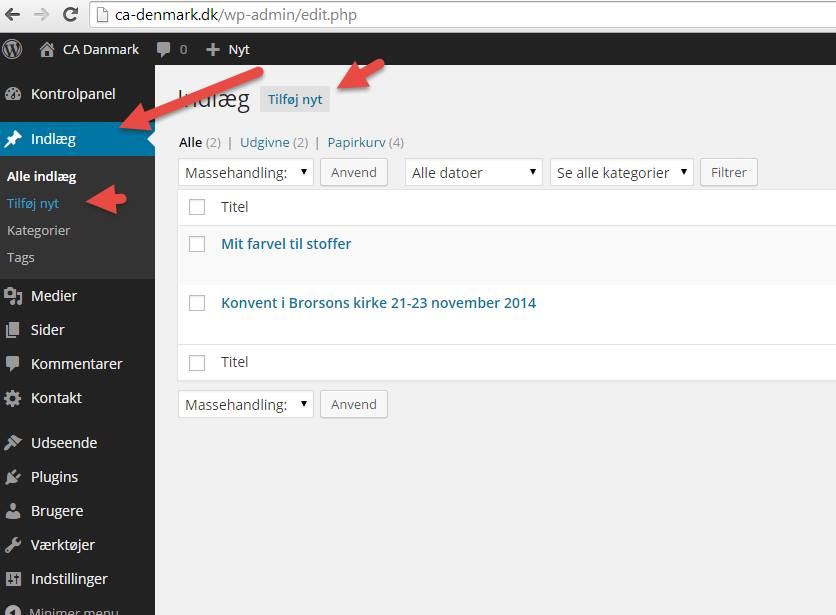 ca-denmark.dk/wp-admin/edit.php
CA Danmark 0 + Nyt
Kontrolpanel
Indlæg
Alle indlæg
Tilføj nyt
Kategorier
Tags
Medier
Sider
Kommentarer
Kontakt
Udseende
Plugins
Brugere
Værktøjer
Indstillinger
Minimer menu
Indlæg Tilføj nyt
Alle (2) | Udgivne (2) | Papirkurv (4)
Massehandling: Anvend Alle datoer Se alle kategorier Filtrer
Titel
Mit farvel til stoffer
Konvent i Brorsons kirke 21-23 november 2014
Titel
Massehandling: Anvend